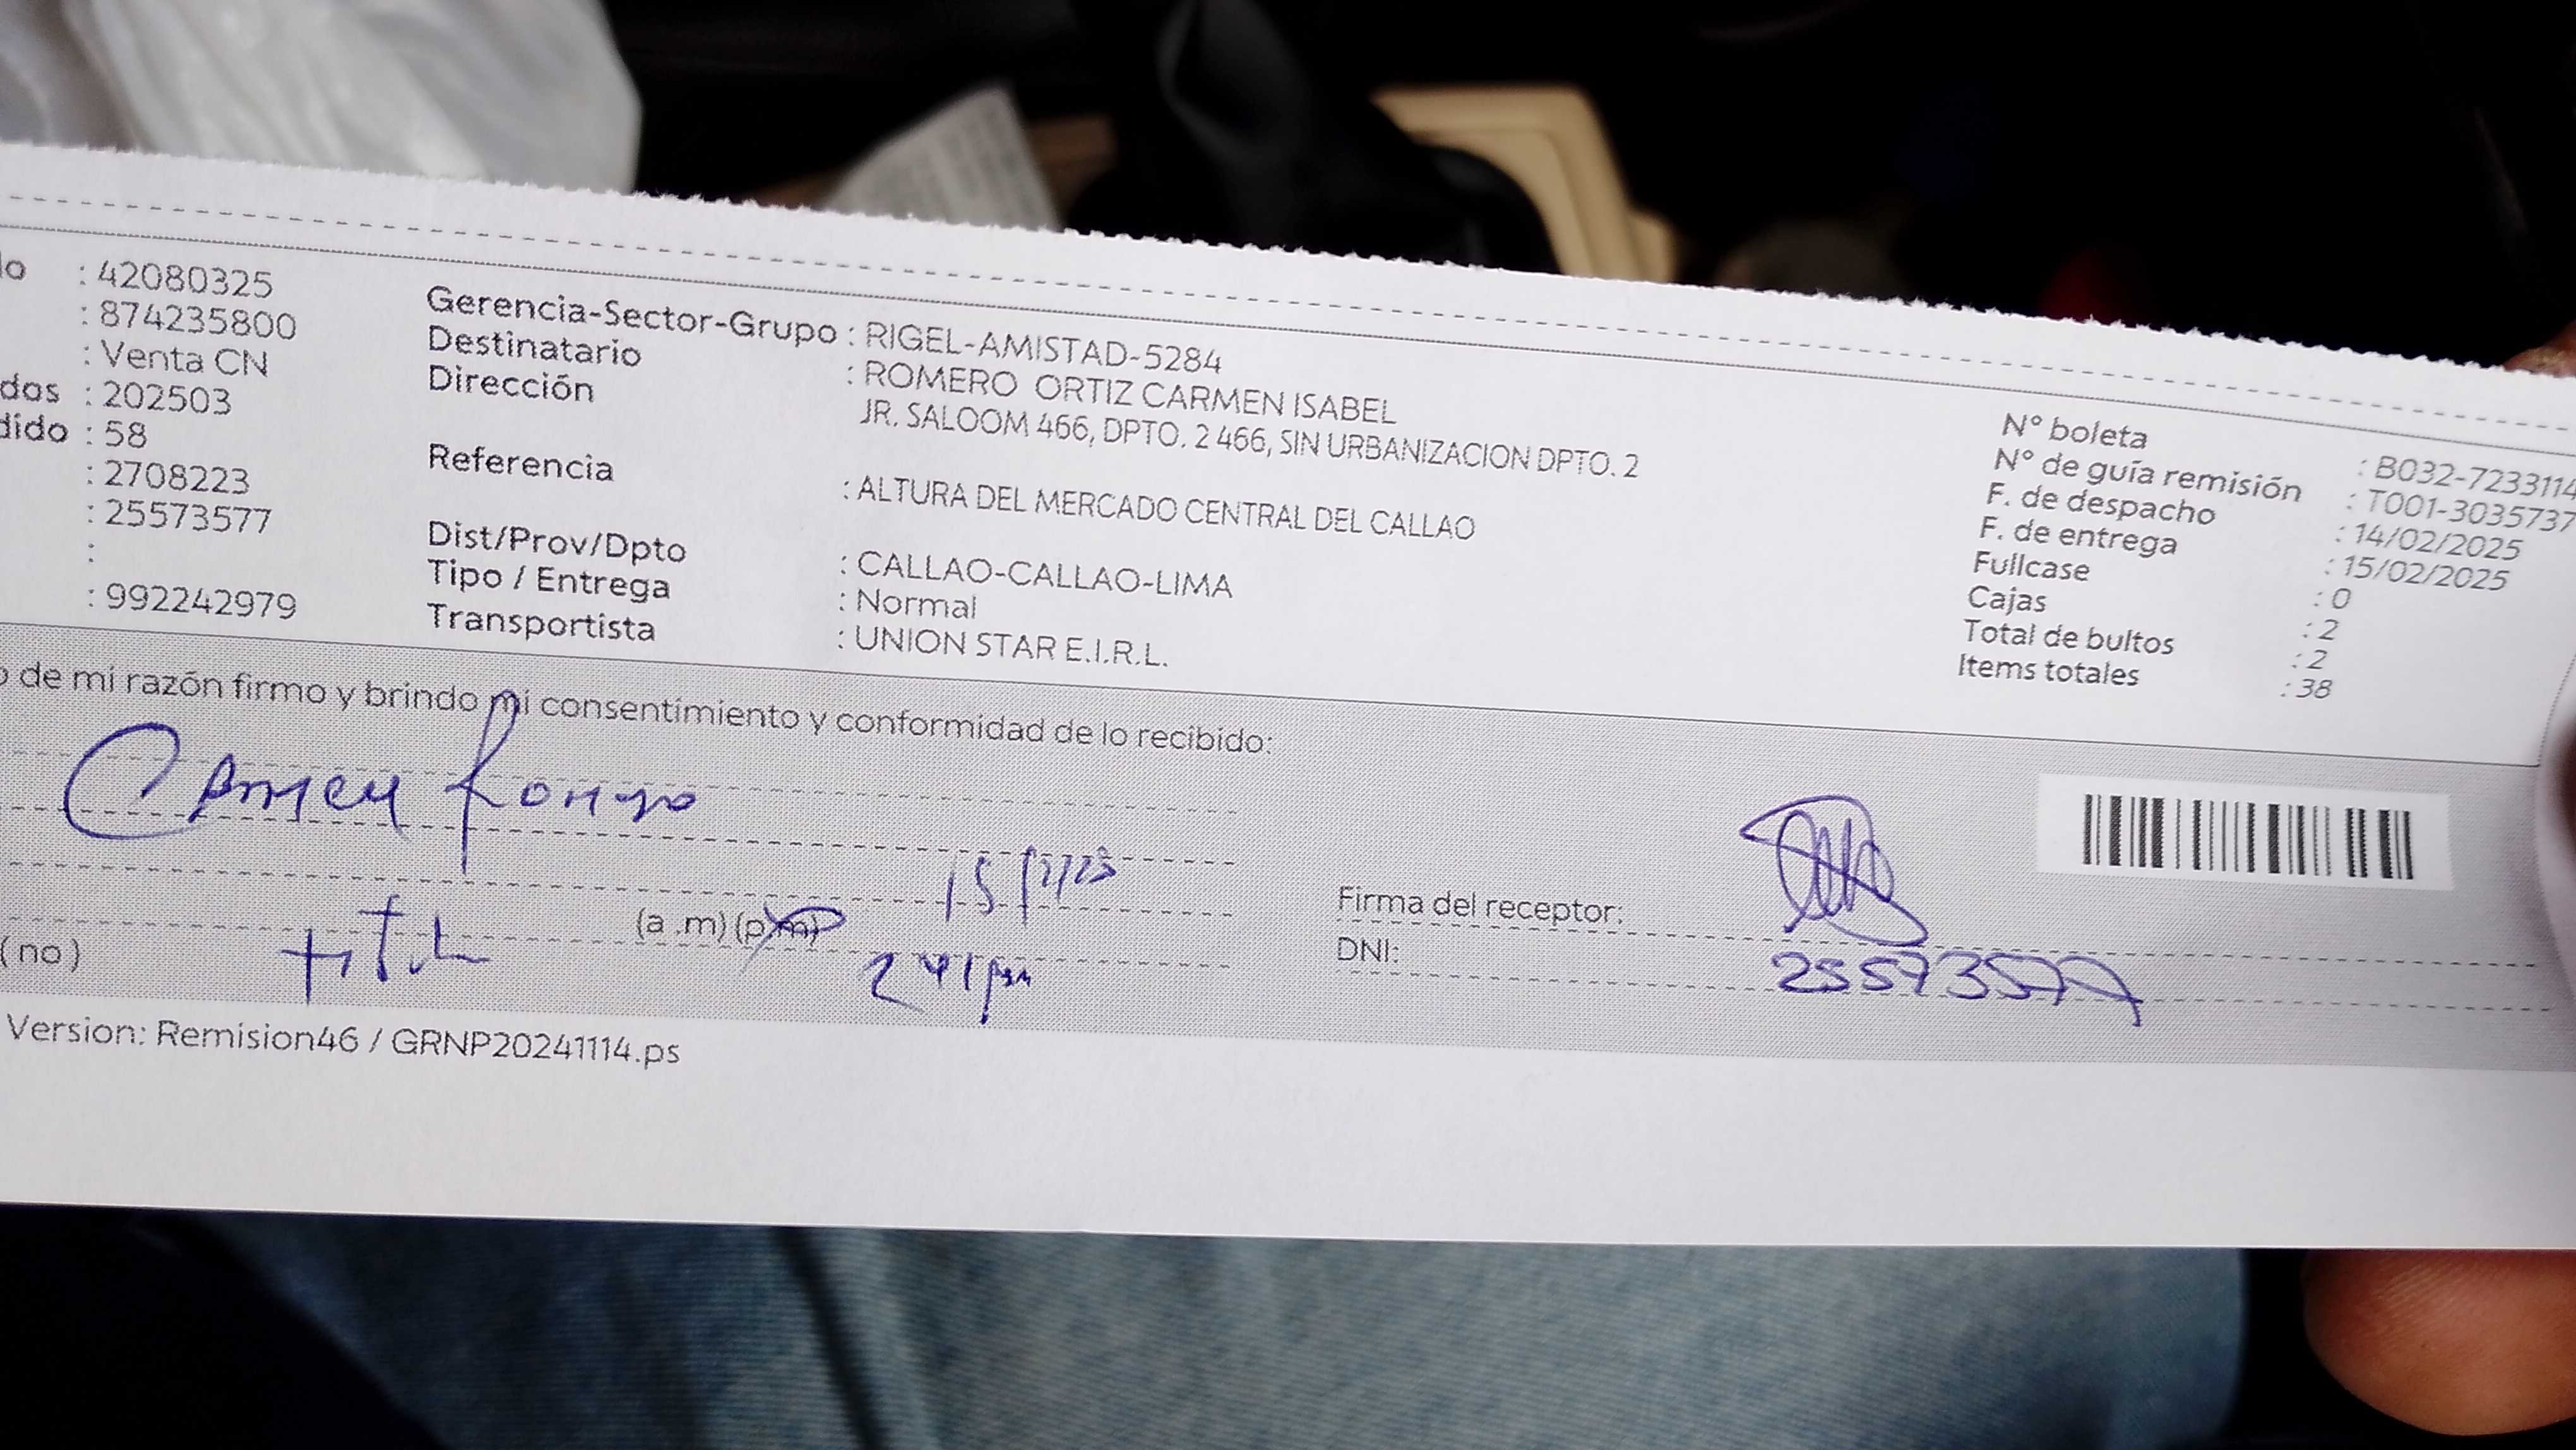 : 42080325
: 874235800
: Venta CN
: 202503
: 58
: 2708223
: 25573577
:
: 992242979
Gerencia-Sector-Grupo : RIGEL-AMISTAD-5284
Destinatario : ROMERO ORTIZ CARMEN ISABEL
Dirección JR. SALOOM 466, DPTO. 2 466, SIN URBANIZACION DPTO. 2
Referencia : ALTURA DEL MERCADO CENTRAL DEL CALLAO
Dist/Prov/Dpto : CALLAO-CALLAO-LIMA
Tipo / Entrega : Normal
Transportista : UNION STAR E.I.R.L.
N° boleta : B032-7233114
N° de guía remisión : T001-3035737
F. de despacho : 14/02/2025
F. de entrega : 15/02/2025
Fullcase : 0
Cajas : 2
Total de bultos : 2
Items totales : 38
de mi razón firmo y brindo mi consentimiento y conformidad de lo recibido:
Carmen
(a .m) (p.m)
2 41 pm
(no)
Firma del receptor:
DNI: 25573577
Version: Remision46 / GRNP20241114.ps